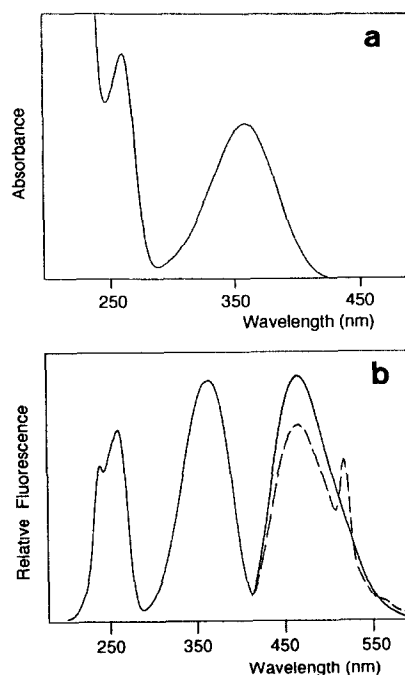 a
Absorbance
250 350 450
Wavelength (nm)
b
Relative Fluorescence
250 350 450 550
Wavelength (nm)